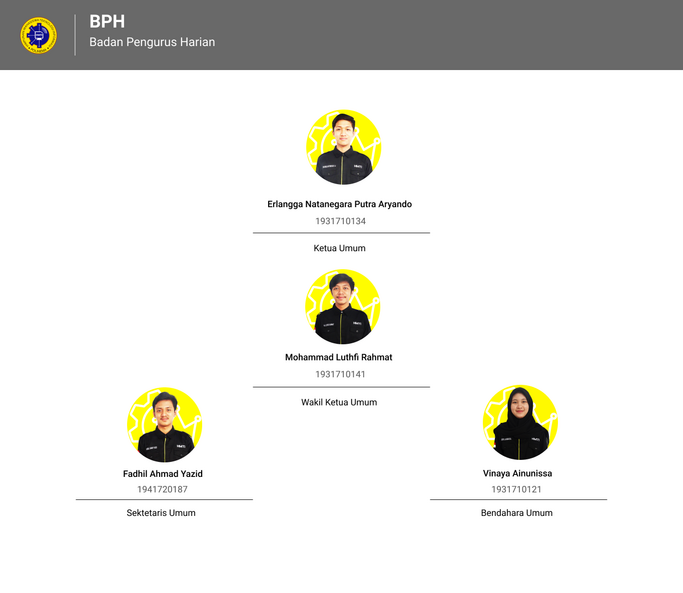 BPH
Badan Pengurus Harian
Erlangga Natanegara Putra Aryando
1931710134
Ketua Umum
Mohammad Luthfi Rahmat
1931710141
Wakil Ketua Umum
Fadhil Ahmad Yazid
1941720187
Sektetaris Umum
Vinaya Ainunissa
1931710121
Bendahara Umum